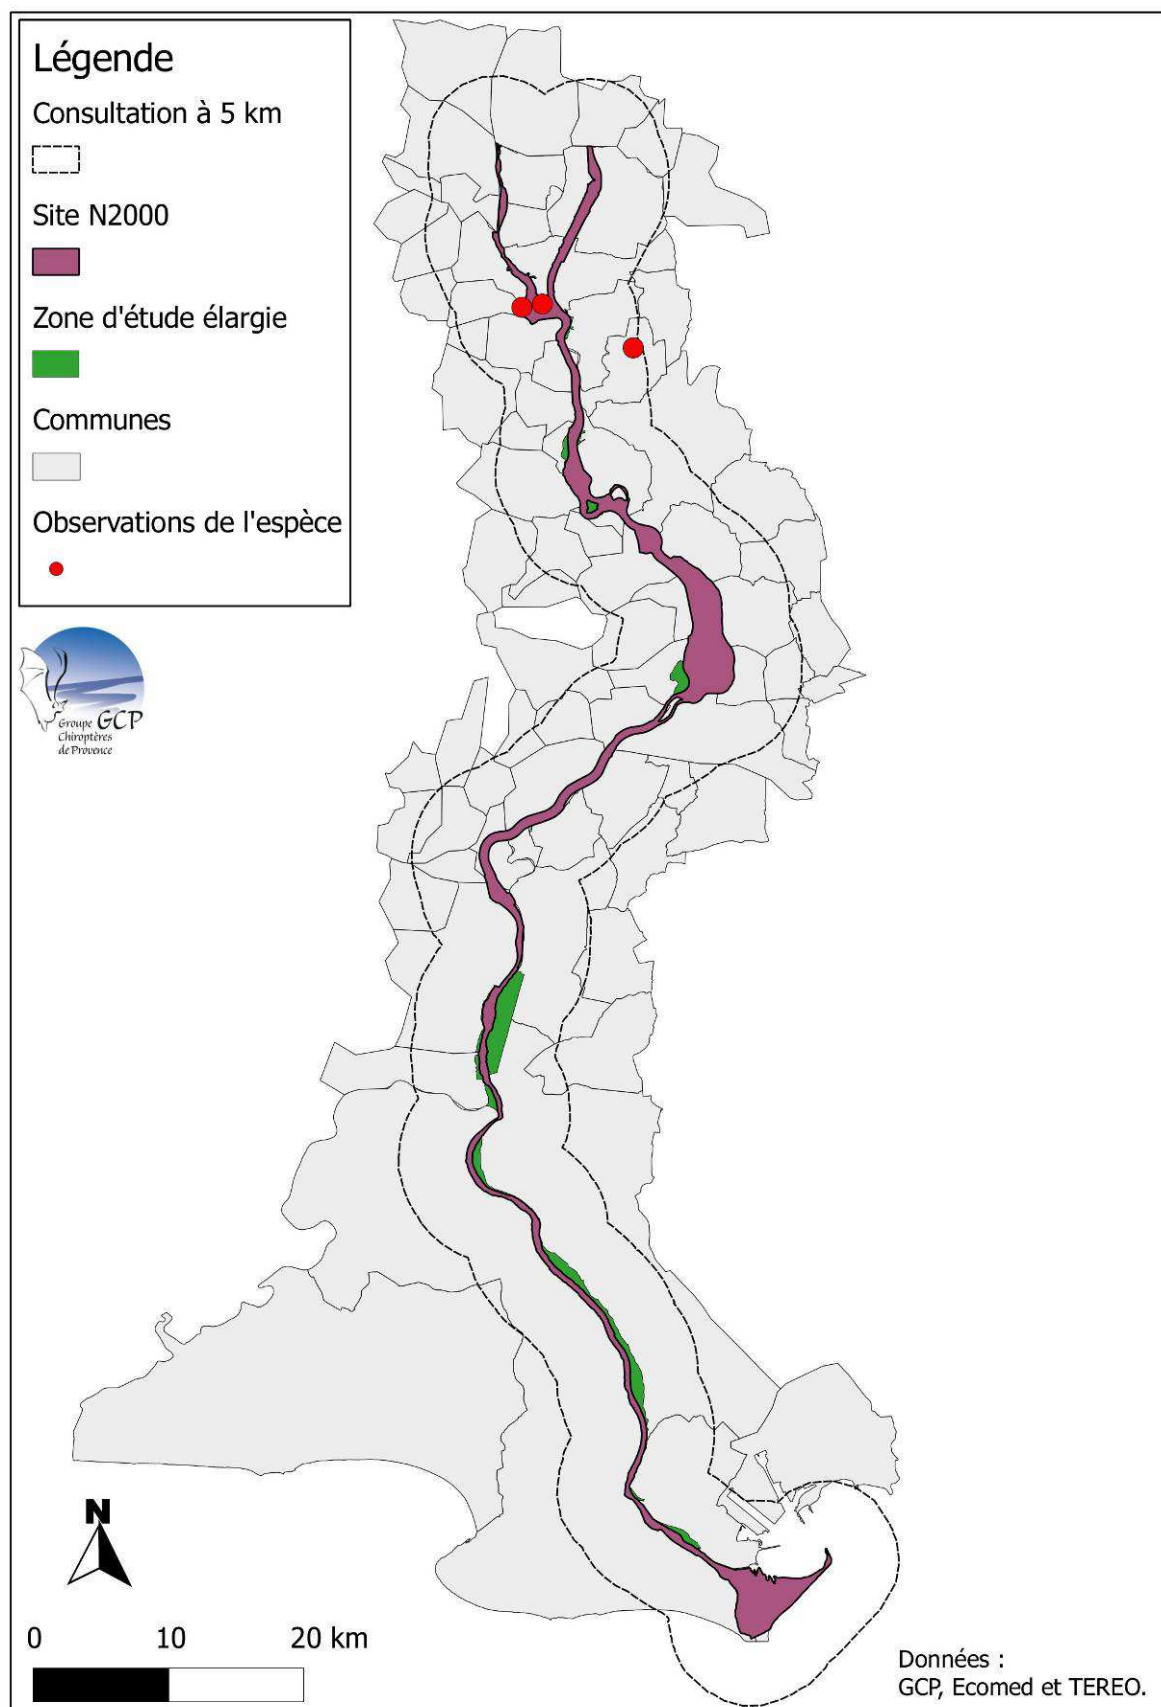 Légende
Consultation à 5 km
Site N2000
Zone d'étude élargie
Communes
Observations de l'espèce
Groupe GCP
Chiroptères
de Provence
N
0 10 20 km
Données :
GCP, Ecomed et TEREO.